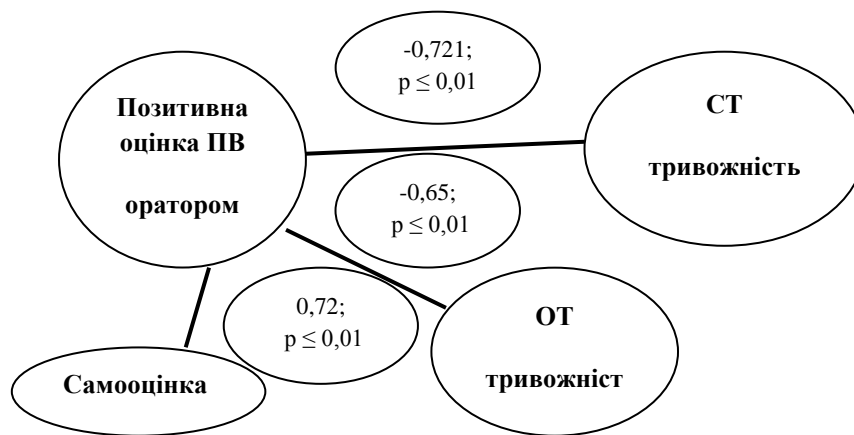 -0,721;
p ≤ 0,01
Позитивна
оцінка ПВ
оратором
СТ
тривожність
-0,65;
p ≤ 0,01
0,72;
p ≤ 0,01
ОТ
тривожніст
Самооцінка